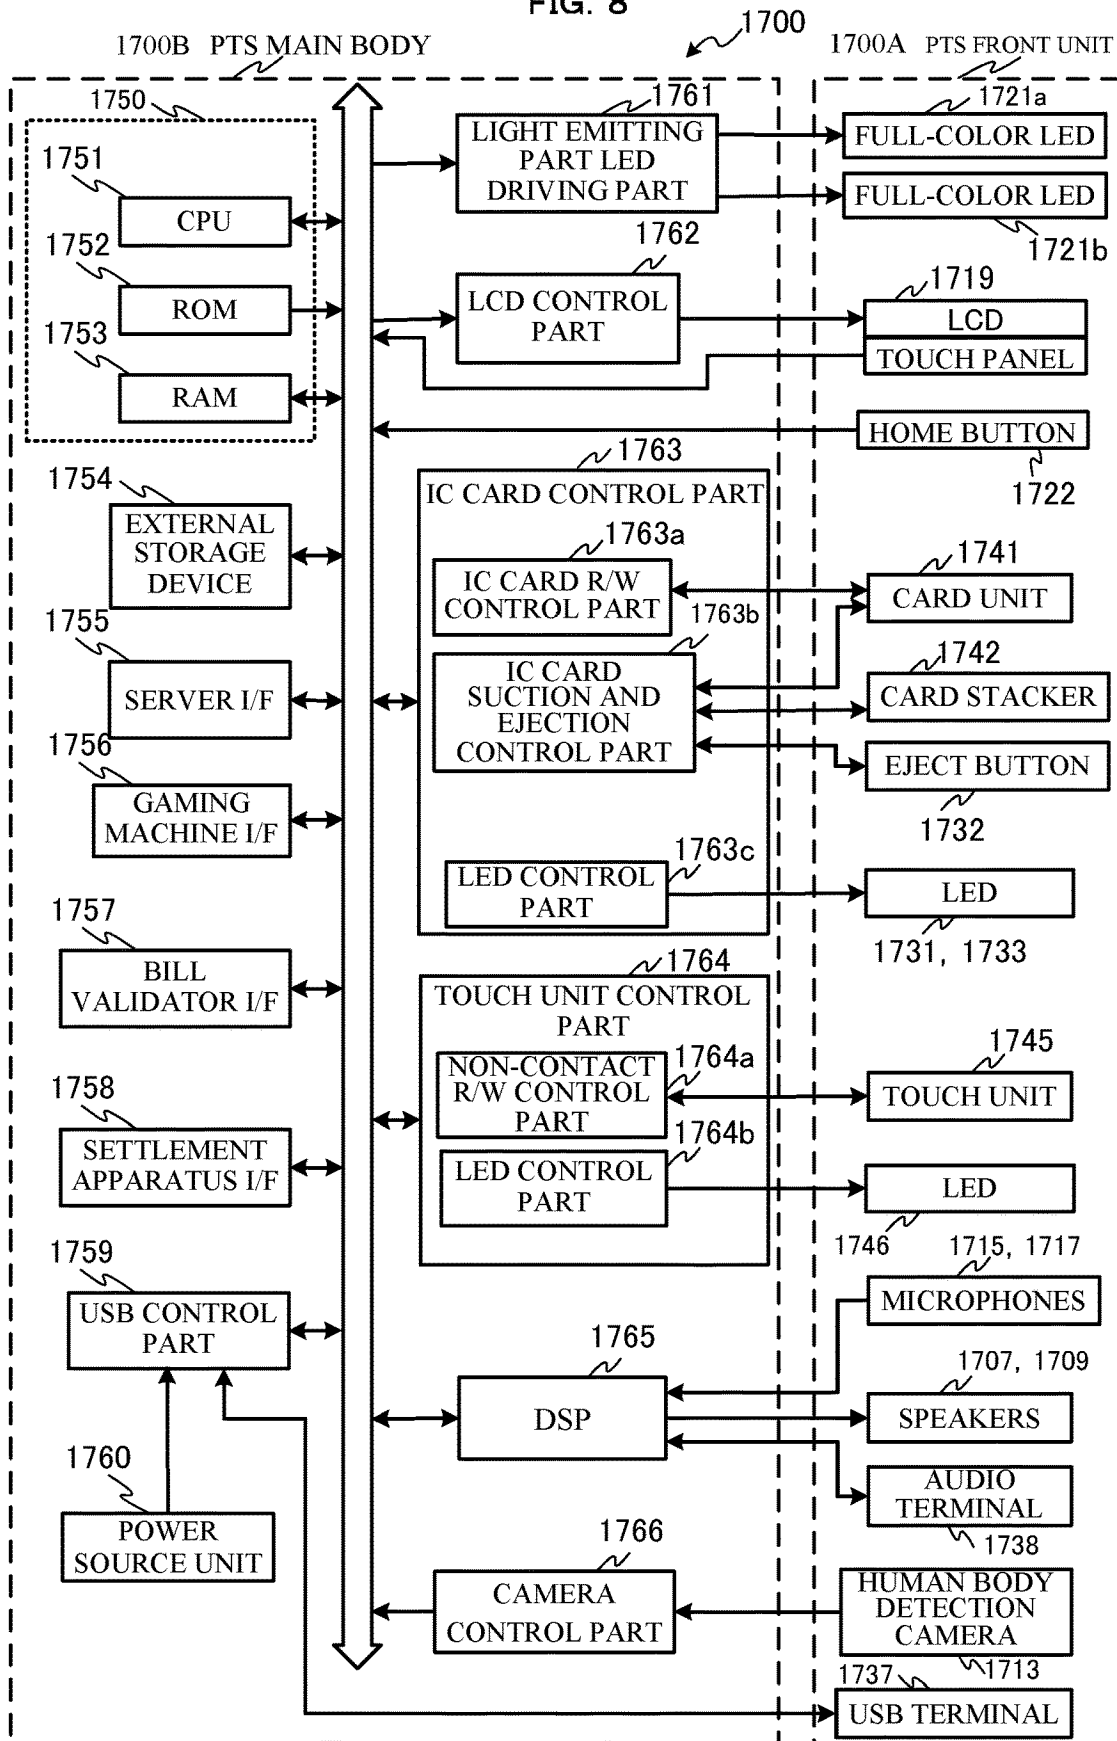 FIG. 8
1700
1700B PTS MAIN BODY
1700A PTS FRONT UNIT
1750
1751
CPU
1752
ROM
1753
RAM
1754
EXTERNAL
STORAGE
DEVICE
1755
SERVER I/F
1756
GAMING
MACHINE I/F
1757
BILL
VALIDATOR I/F
1758
SETTLEMENT
APPARATUS I/F
1759
USB CONTROL
PART
1760
POWER
SOURCE UNIT
1761
LIGHT EMITTING
PART LED
DRIVING PART
1762
LCD CONTROL
PART
1763
IC CARD CONTROL PART
1763a
IC CARD R/W
CONTROL PART
1763b
IC CARD
SUCTION AND
EJECTION
CONTROL PART
1763c
LED CONTROL
PART
1764
TOUCH UNIT CONTROL
PART
1764a
NON-CONTACT
R/W CONTROL
PART
1764b
LED CONTROL
PART
1765
DSP
1766
CAMERA
CONTROL PART
1721a
FULL-COLOR LED
FULL-COLOR LED
1721b
1719
LCD
TOUCH PANEL
HOME BUTTON
1722
1741
CARD UNIT
1742
CARD STACKER
EJECT BUTTON
1732
LED
1731, 1733
1745
TOUCH UNIT
LED
1746
1715, 1717
MICROPHONES
1707, 1709
SPEAKERS
AUDIO
TERMINAL
1738
HUMAN BODY
DETECTION
CAMERA
1713
1737
USB TERMINAL